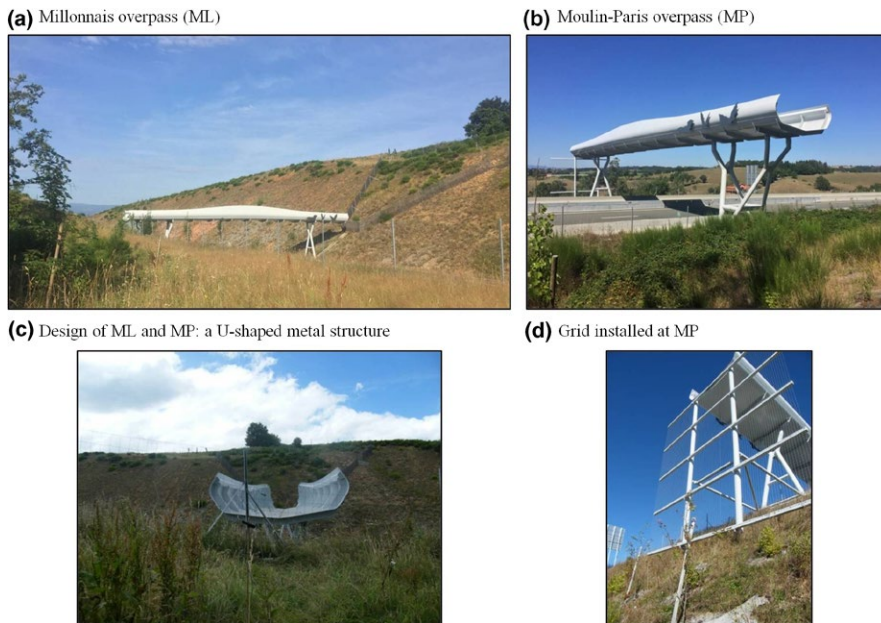 (a) Millonnais overpass (ML)
(b) Moulin-Paris overpass (MP)
(c) Design of ML and MP: a U-shaped metal structure
(d) Grid installed at MP